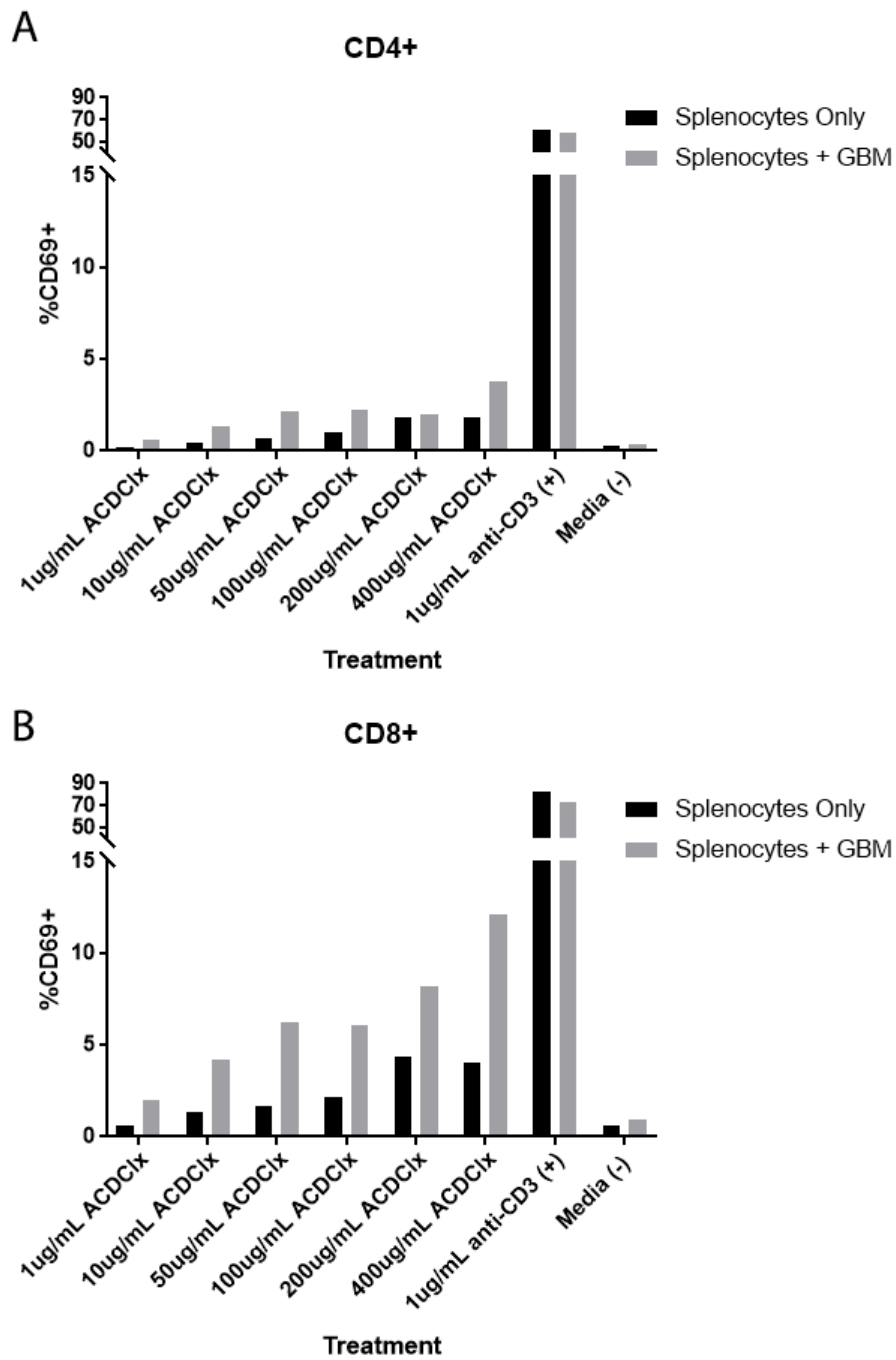 A
CD4+
90
70
50
15
10
5
0
%CD69+
Splenocytes Only
Splenocytes + GBM
1ug/mL ACDClx
10ug/mL ACDClx
50ug/mL ACDClx
100ug/mL ACDClx
200ug/mL ACDClx
400ug/mL ACDClx
1ug/mL anti-CD3 (+)
Media (-)
Treatment
B
CD8+
90
70
50
15
10
5
0
%CD69+
Splenocytes Only
Splenocytes + GBM
1ug/mL ACDClx
10ug/mL ACDClx
50ug/mL ACDClx
100ug/mL ACDClx
200ug/mL ACDClx
400ug/mL ACDClx
1ug/mL anti-CD3 (+)
Media (-)
Treatment